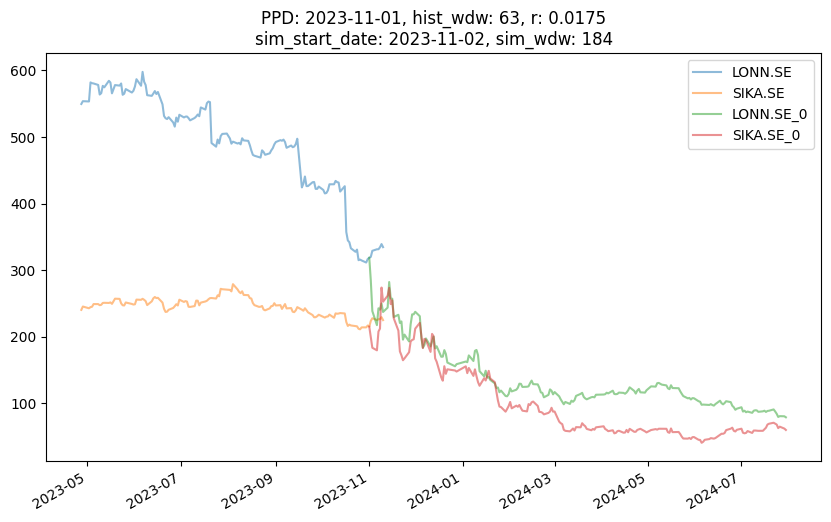 PPD: 2023-11-01, hist_wdw: 63, r: 0.0175
sim_start_date: 2023-11-02, sim_wdw: 184
LONN.SE
SIKA.SE
LONN.SE_0
SIKA.SE_0
600
500
400
300
200
100
2023-05
2023-07
2023-09
2023-11
2024-01
2024-03
2024-05
2024-07